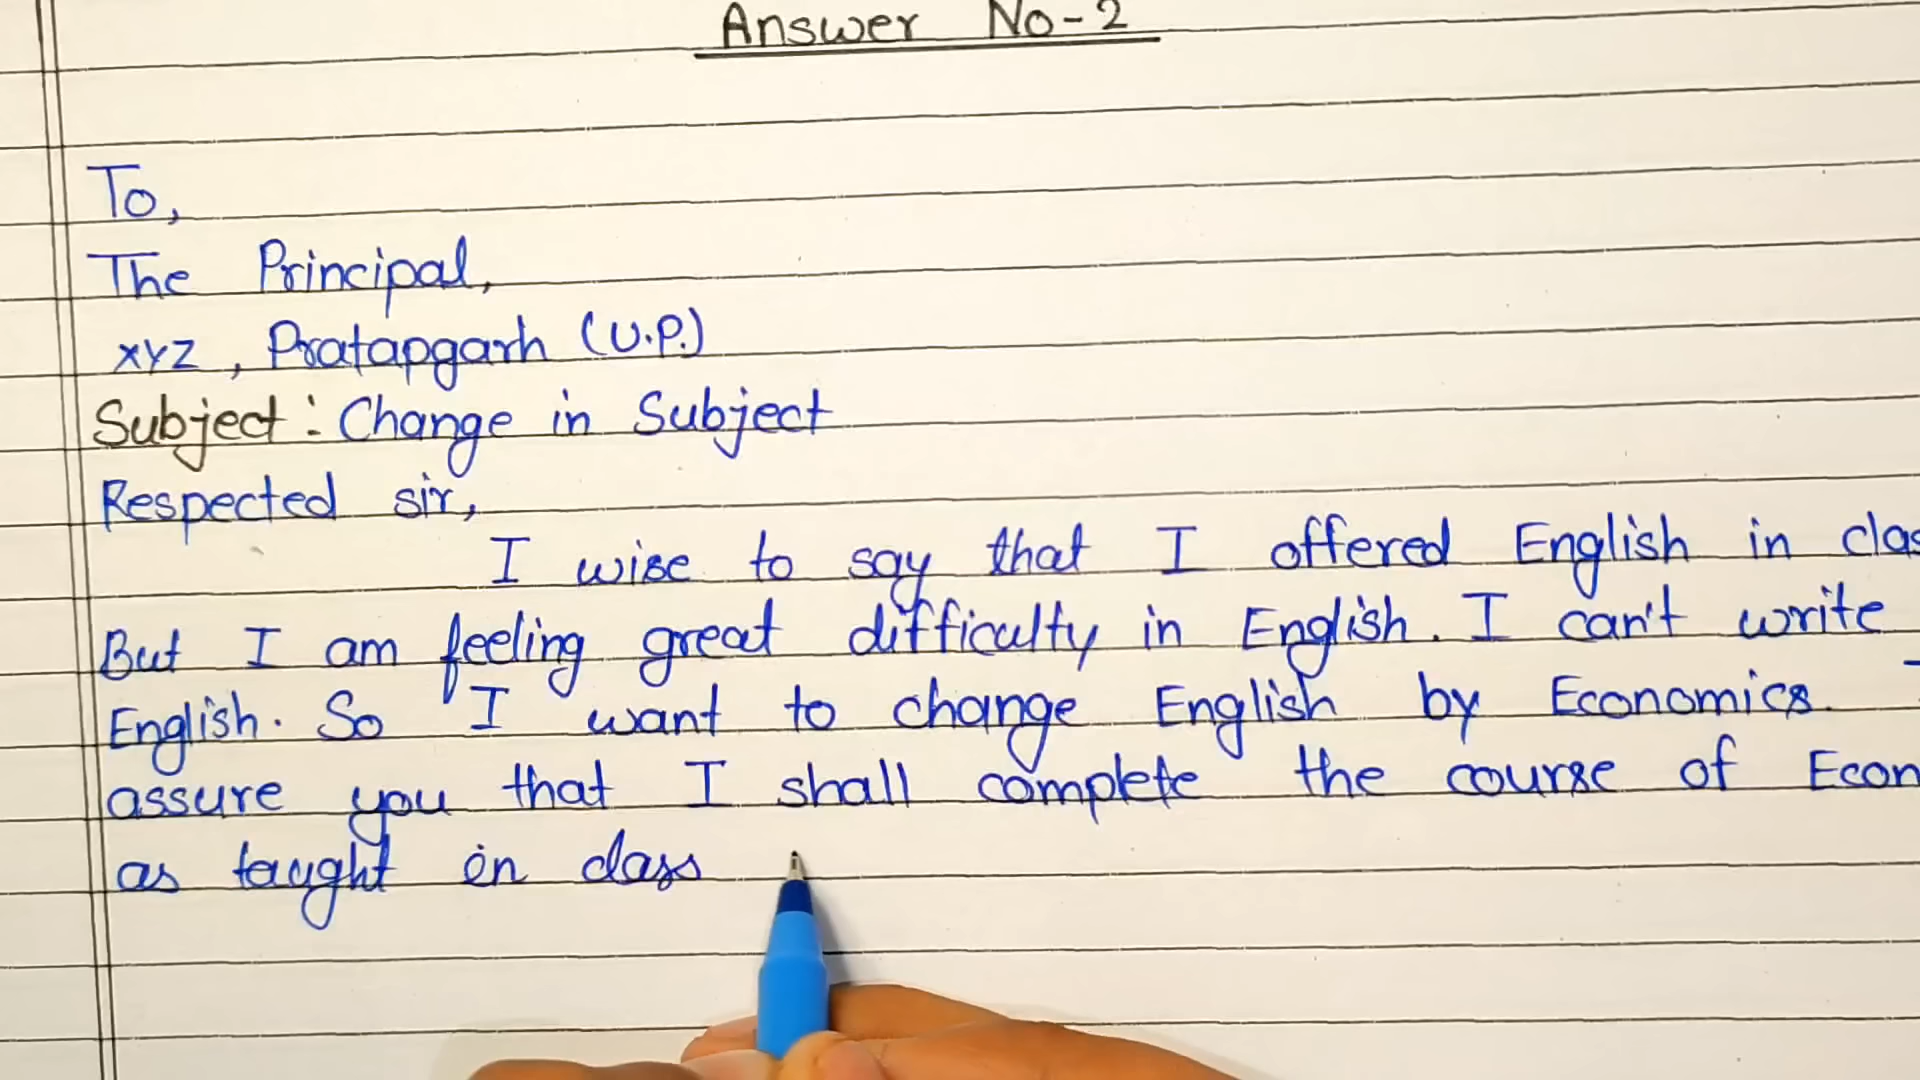 Answer No-2
To,
The Principal,
XYZ, Pratapgarh (U.P.)
Subject: Change in Subject
Respected sir,
I wise to say that I offered English in clas
But I am feeling great difficulty in English. I can't write
English. So I want to change English by Economics.
assure you that I shall complete the course of Econ
as taught in class